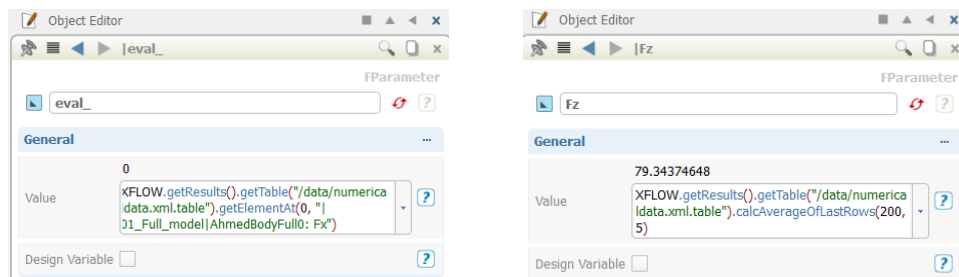 Object Editor
|eval_
FParameter
eval_
General
0
Value
XFLOW.getResults().getTable("/data/numerica
ldata.xml.table").getElementAt(0, "|
01_Full_model|AhmedBodyFull0: Fx")
Design Variable
Object Editor
|Fz
FParameter
Fz
General
79.34374648
Value
XFLOW.getResults().getTable("/data/numerica
ldata.xml.table").calcAverageOfLastRows(200,
5)
Design Variable